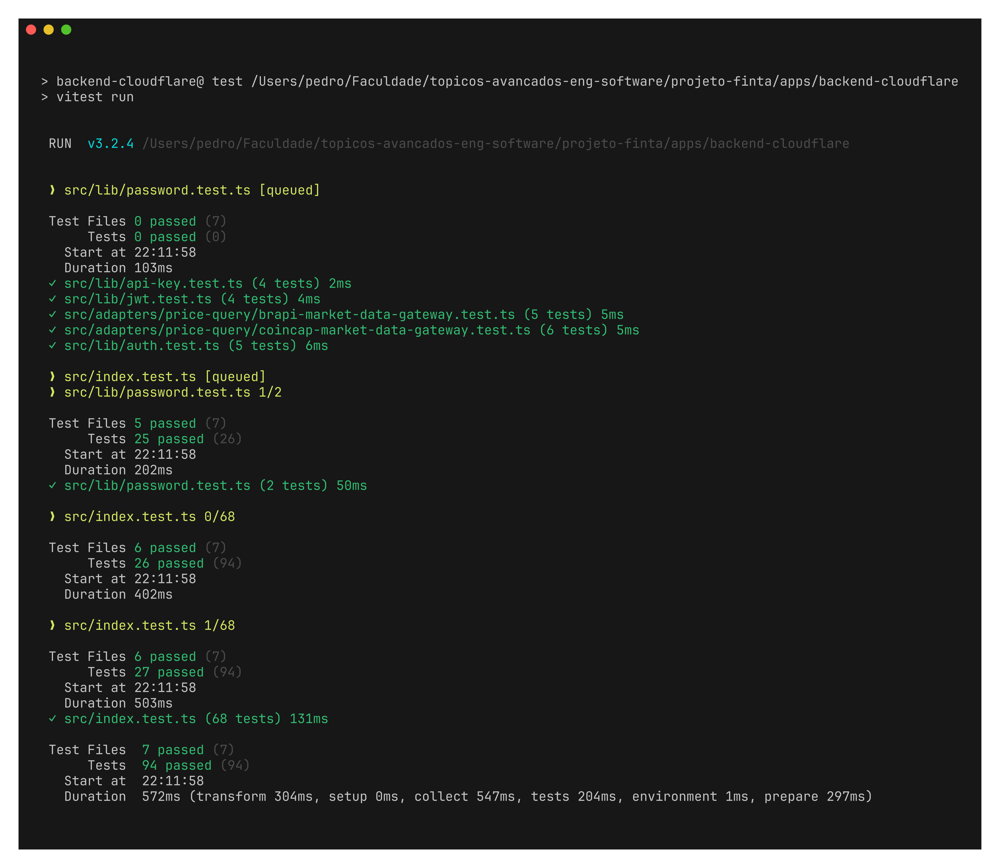 > backend-cloudflare@ test /Users/pedro/Faculdade/topicos-avancados-eng-software/projeto-finta/apps/backend-cloudflare
> vitest run
RUN  v3.2.4 /Users/pedro/Faculdade/topicos-avancados-eng-software/projeto-finta/apps/backend-cloudflare
❱ src/lib/password.test.ts [queued]
Test Files 0 passed (7)
Tests 0 passed (0)
Start at 22:11:58
Duration 103ms
✓ src/lib/api-key.test.ts (4 tests) 2ms
✓ src/lib/jwt.test.ts (4 tests) 4ms
✓ src/adapters/price-query/brapi-market-data-gateway.test.ts (5 tests) 5ms
✓ src/adapters/price-query/coincap-market-data-gateway.test.ts (6 tests) 5ms
✓ src/lib/auth.test.ts (5 tests) 6ms
❱ src/index.test.ts [queued]
❱ src/lib/password.test.ts 1/2
Test Files 5 passed (7)
Tests 25 passed (26)
Start at 22:11:58
Duration 202ms
✓ src/lib/password.test.ts (2 tests) 50ms
❱ src/index.test.ts 0/68
Test Files 6 passed (7)
Tests 26 passed (94)
Start at 22:11:58
Duration 402ms
❱ src/index.test.ts 1/68
Test Files 6 passed (7)
Tests 27 passed (94)
Start at 22:11:58
Duration 503ms
✓ src/index.test.ts (68 tests) 131ms
Test Files  7 passed (7)
Tests  94 passed (94)
Start at  22:11:58
Duration  572ms (transform 304ms, setup 0ms, collect 547ms, tests 204ms, environment 1ms, prepare 297ms)